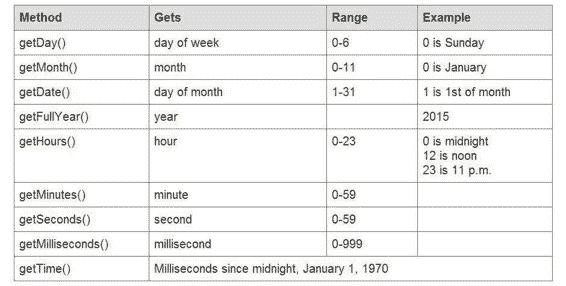 Method Gets Range Example
getDay() day of week 0-6 0 is Sunday
getMonth() month 0-11 0 is January
getDate() day of month 1-31 1 is 1st of month
getFullYear() year 2015
getHours() hour 0-23 0 is midnight
12 is noon
23 is 11 p.m.
getMinutes() minute 0-59
getSeconds() second 0-59
getMilliseconds() millisecond 0-999
getTime() Milliseconds since midnight, January 1, 1970